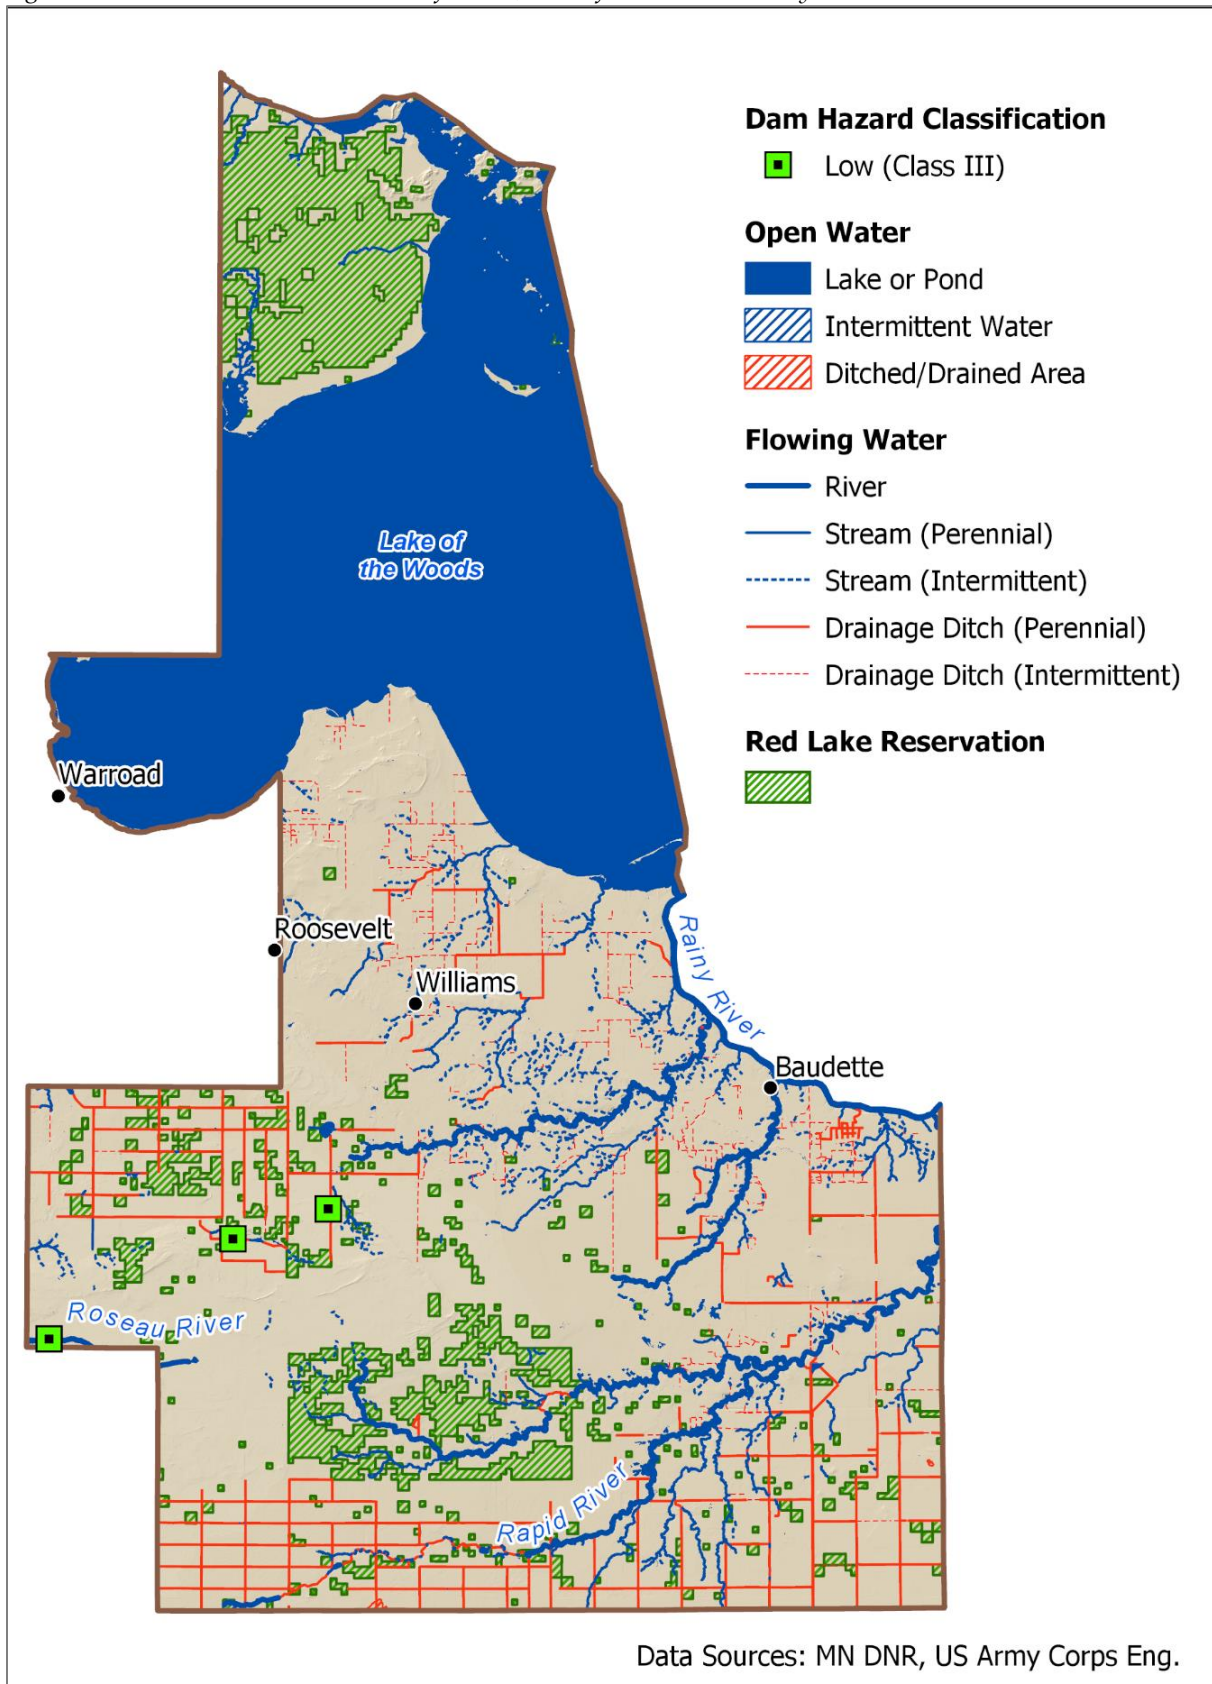 Dam Hazard Classification
Low (Class III)
Open Water
Lake or Pond
Intermittent Water
Ditched/Drained Area
Flowing Water
River
Stream (Perennial)
Stream (Intermittent)
Drainage Ditch (Perennial)
Drainage Ditch (Intermittent)
Red Lake Reservation
Lake of
the Woods
Warroad
Roosevelt
Williams
Rainy River
Baudette
Roseau River
Rapid River
Data Sources: MN DNR, US Army Corps Eng.